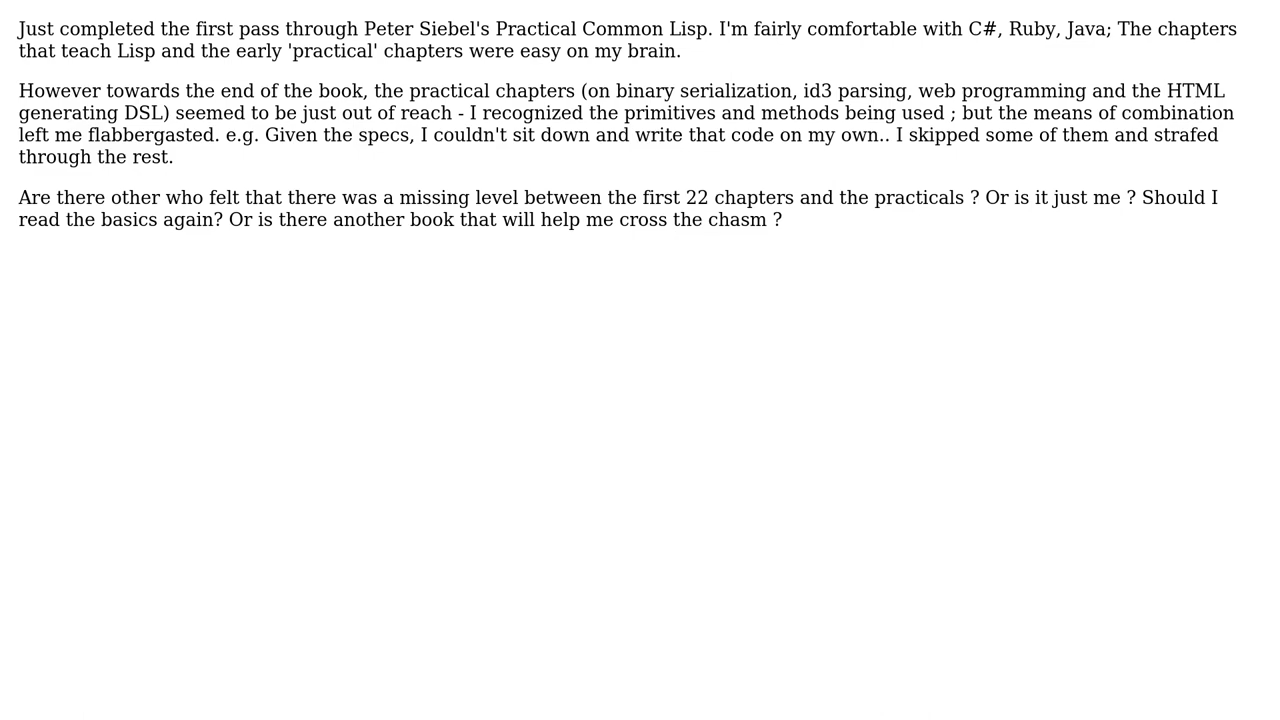 Just completed the first pass through Peter Siebel's Practical Common Lisp. I'm fairly comfortable with C#, Ruby, Java; The chapters
that teach Lisp and the early 'practical' chapters were easy on my brain.
However towards the end of the book, the practical chapters (on binary serialization, id3 parsing, web programming and the HTML
generating DSL) seemed to be just out of reach - I recognized the primitives and methods being used ; but the means of combination
left me flabbergasted. e.g. Given the specs, I couldn't sit down and write that code on my own.. I skipped some of them and strafed
through the rest.
Are there other who felt that there was a missing level between the first 22 chapters and the practicals ? Or is it just me ? Should I
read the basics again? Or is there another book that will help me cross the chasm ?